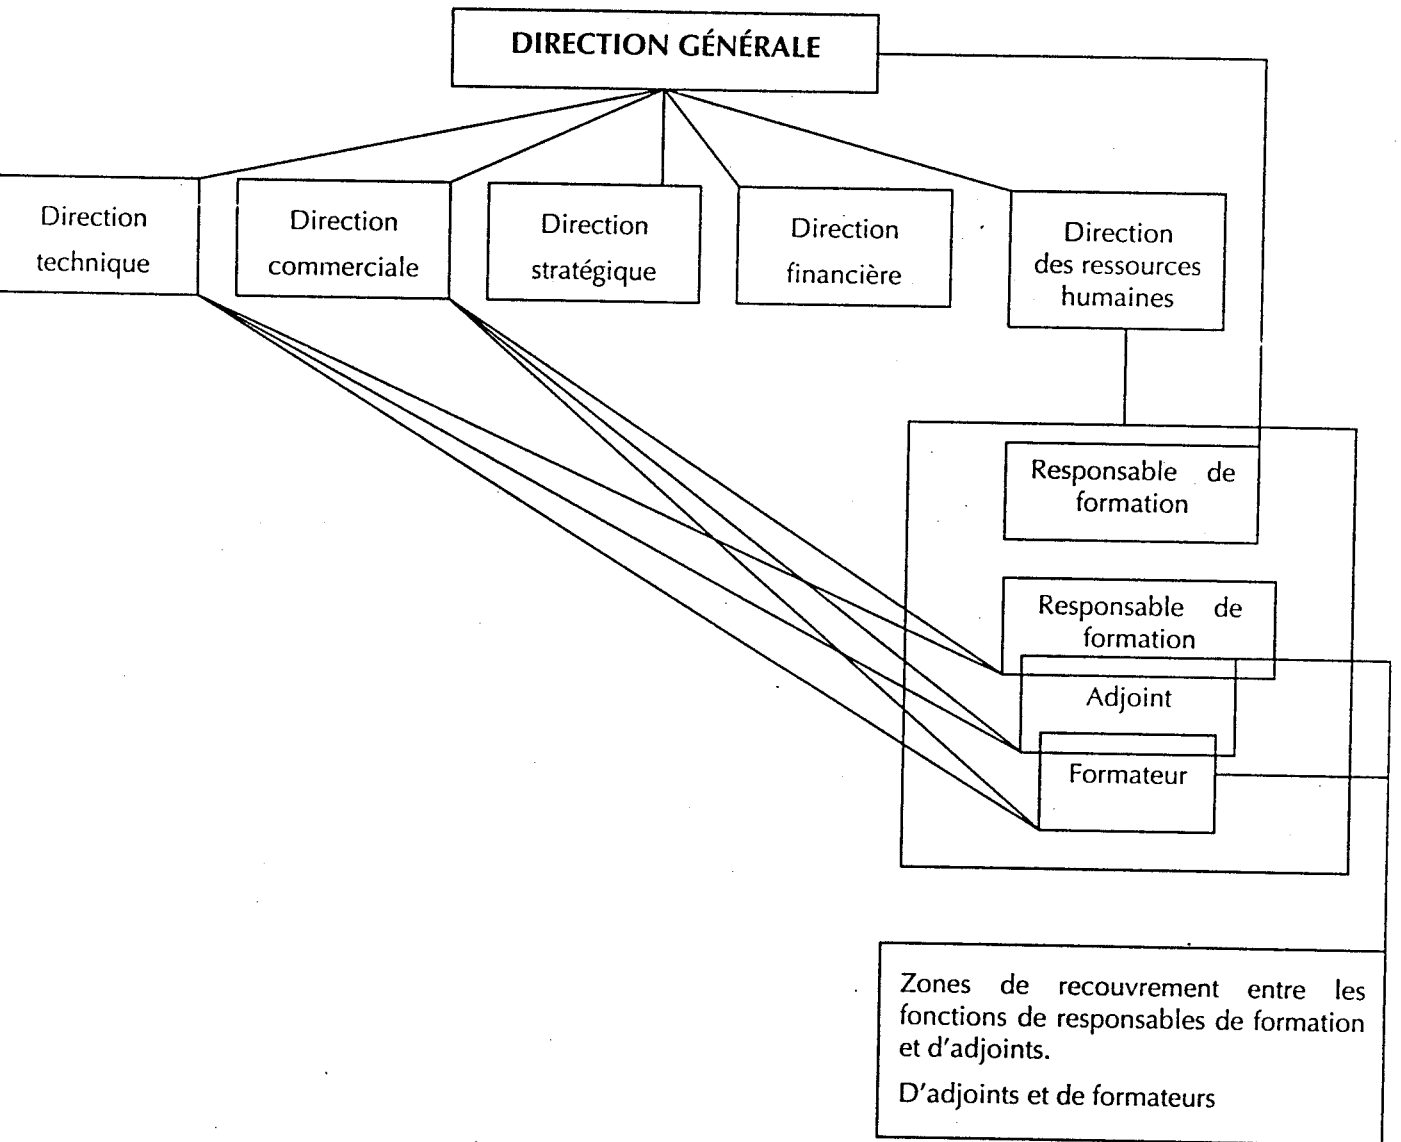 DIRECTION GÉNÉRALE
Direction
technique
Direction
commerciale
Direction
stratégique
Direction
financière
Direction
des ressources
humaines
Responsable de
formation
Responsable de
formation
Adjoint
Formateur
Zones de recouvrement entre les
fonctions de responsables de formation
et d'adjoints.
D'adjoints et de formateurs